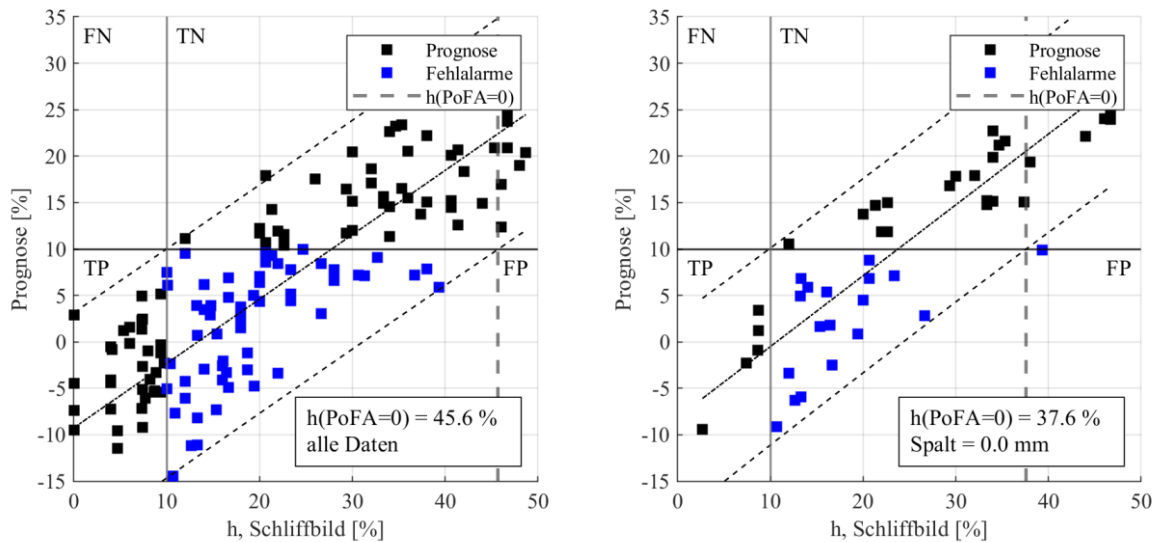 35
30
25
20
15
10
5
0
-5
-10
-15
Prognose [%]
FN
TN
TP
FP
Prognose
Fehlalarme
h(PoFA=0)
h(PoFA=0) = 45.6 %
alle Daten
0 10 20 30 40 50
h, Schliffbild [%]
35
30
25
20
15
10
5
0
-5
-10
-15
Prognose [%]
FN
TN
TP
FP
Prognose
Fehlalarme
h(PoFA=0)
h(PoFA=0) = 37.6 %
Spalt = 0.0 mm
0 10 20 30 40 50
h, Schliffbild [%]